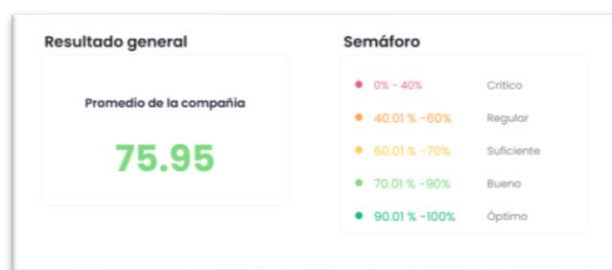 Resultado general
Promedio de la compañia
75.95
Semáforo
0% - 40% Crítico
40.01 % -60% Regular
60.01 % -70% Suficiente
70.01 % -90% Bueno
90.01 % -100% Óptimo